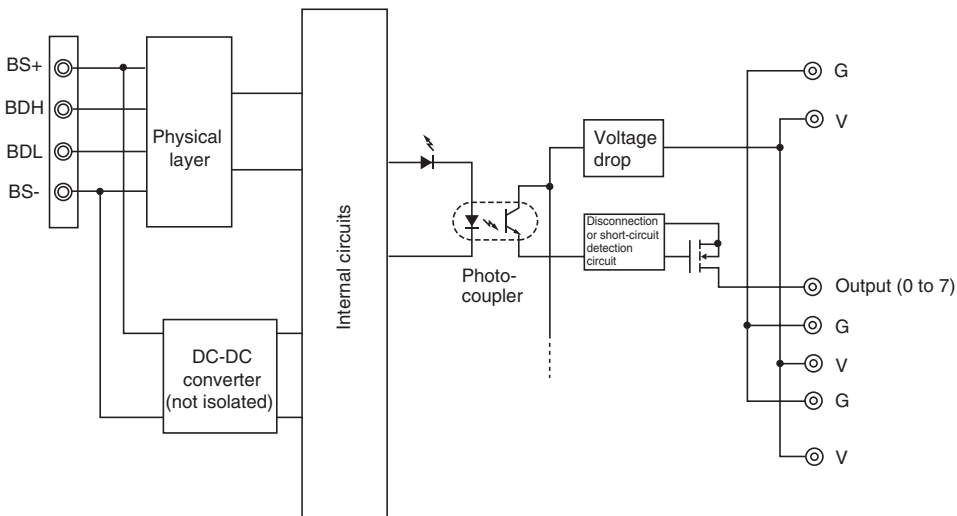 BS+
BDH
BDL
BS-
Physical
layer
DC-DC
converter
(not isolated)
Internal circuits
Photo-
coupler
Voltage
drop
Disconnection
or short-circuit
detection
circuit
G
V
Output (0 to 7)
G
V
G
V